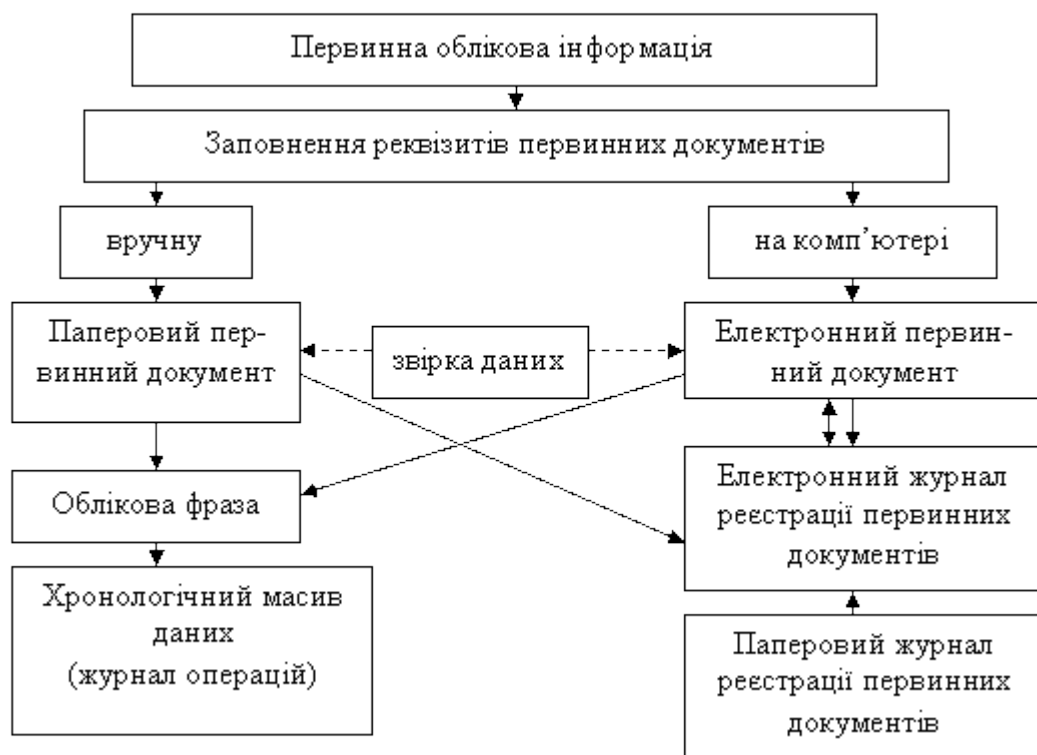 Первинна облікова інформація
Заповнення реквізитів первинних документів
вручну
на комп’ютері
Паперовий пер-
винний документ
звірка даних
Електронний первин-
ний документ
Облікова фраза
Електронний журнал
реєстрації первинних
документів
Хронологічний масив
даних
(журнал операцій)
Паперовий журнал
реєстрації первинних
документів